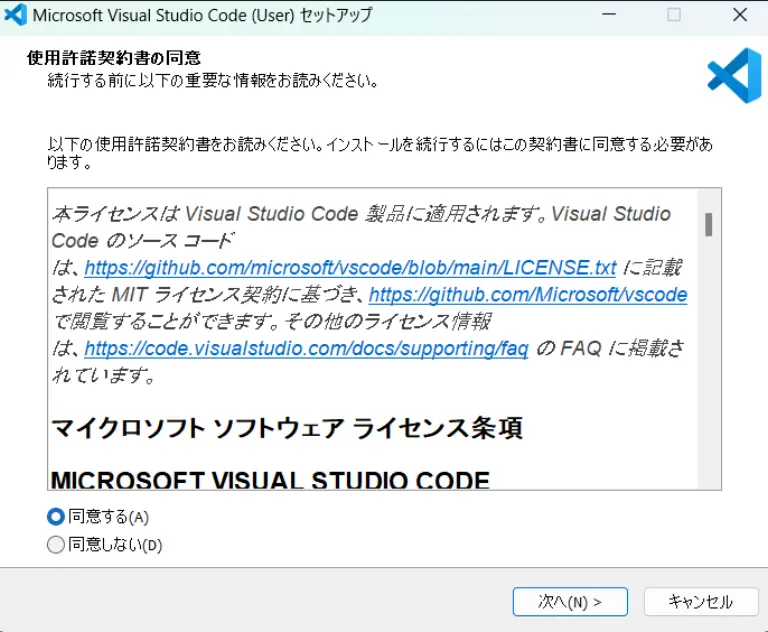 Microsoft Visual Studio Code (User) セットアップ
使用許諾契約書の同意
続行する前に以下の重要な情報をお読みください。
以下の使用許諾契約書をお読みください。インストールを続行するにはこの契約書に同意する必要があ
ります。
本ライセンスは Visual Studio Code 製品に適用されます。Visual Studio
Code のソース コード
は、https://github.com/microsoft/vscode/blob/main/LICENSE.txt に記載
された MIT ライセンス契約に基づき、https://github.com/Microsoft/vscode
で閲覧することができます。その他のライセンス情報
は、https://code.visualstudio.com/docs/supporting/faq の FAQ に掲載さ
れています。
マイクロソフト ソフトウェア ライセンス条項
MICROSOFT VISUAL STUDIO CODE
同意する(A)
同意しない(D)
次へ(N) >
キャンセル